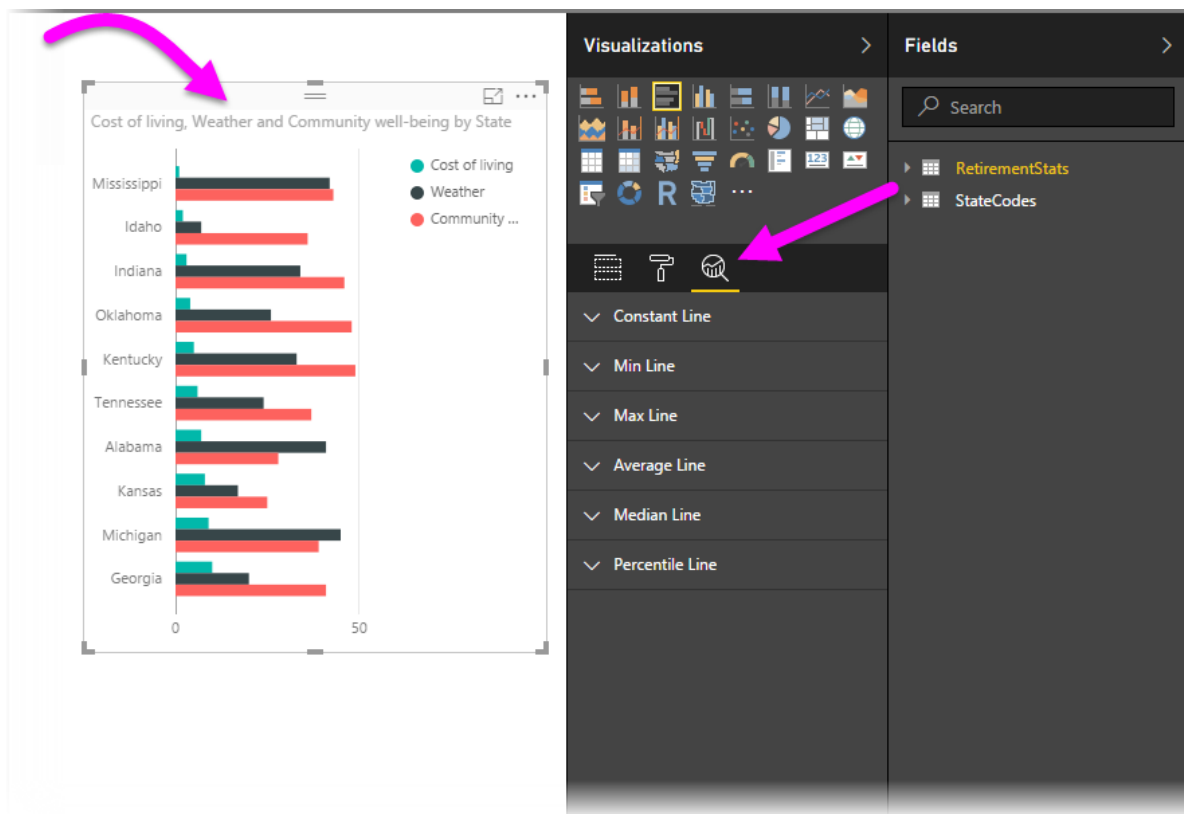 Cost of living, Weather and Community well-being by State
Cost of living
Weather
Community ...
Mississippi
Idaho
Indiana
Oklahoma
Kentucky
Tennessee
Alabama
Kansas
Michigan
Georgia
0 50
Visualizations
123
R
Constant Line
Min Line
Max Line
Average Line
Median Line
Percentile Line
Fields
Search
RetirementStats
StateCodes